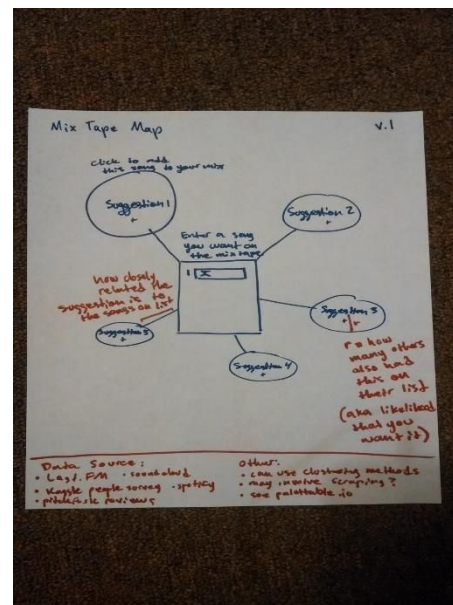 Mix Tape Map
v.1
Click to add
this song to your mix
Suggestion 1
+
Suggestion 2
+
Enter a song
you want on
the mixtape
1 x
how closely
related the
suggestion is to
the songs on list
Suggestion 3
+ r
Suggestion 5
+
Suggestion 4
+
r = how
many others
also had
this on
their list
(aka likelihood
that you
want it)
Data Source:
• Last.FM • soundcloud
• Kaggle people survey • spotify
• pitchfork reviews
other:
• can use clustering methods
• may involve scraping?
• see palettable.io